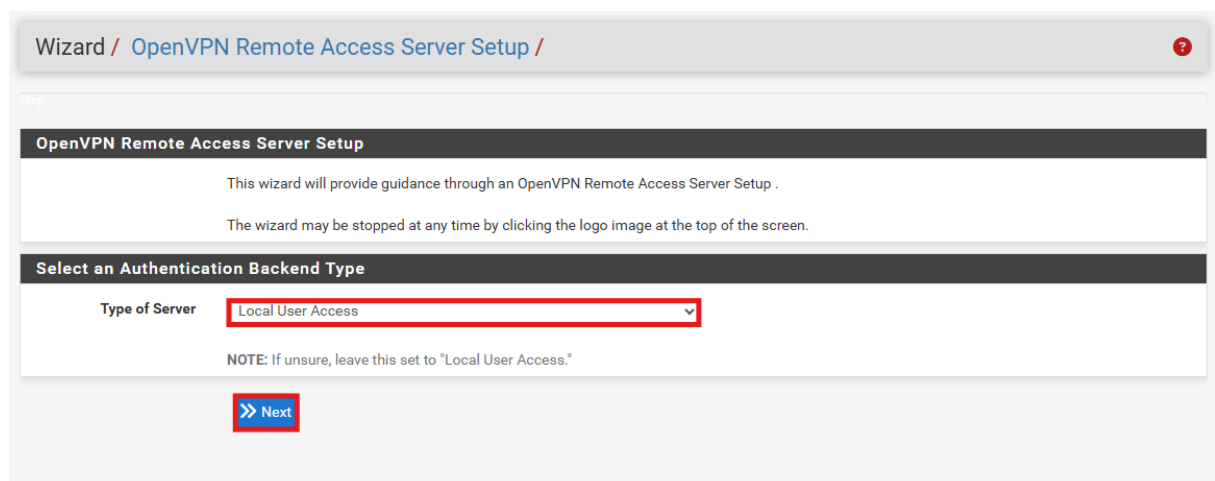 Wizard / OpenVPN Remote Access Server Setup /
?
Step
OpenVPN Remote Access Server Setup
This wizard will provide guidance through an OpenVPN Remote Access Server Setup .
The wizard may be stopped at any time by clicking the logo image at the top of the screen.
Select an Authentication Backend Type
Type of Server
Local User Access
NOTE: If unsure, leave this set to "Local User Access."
Next